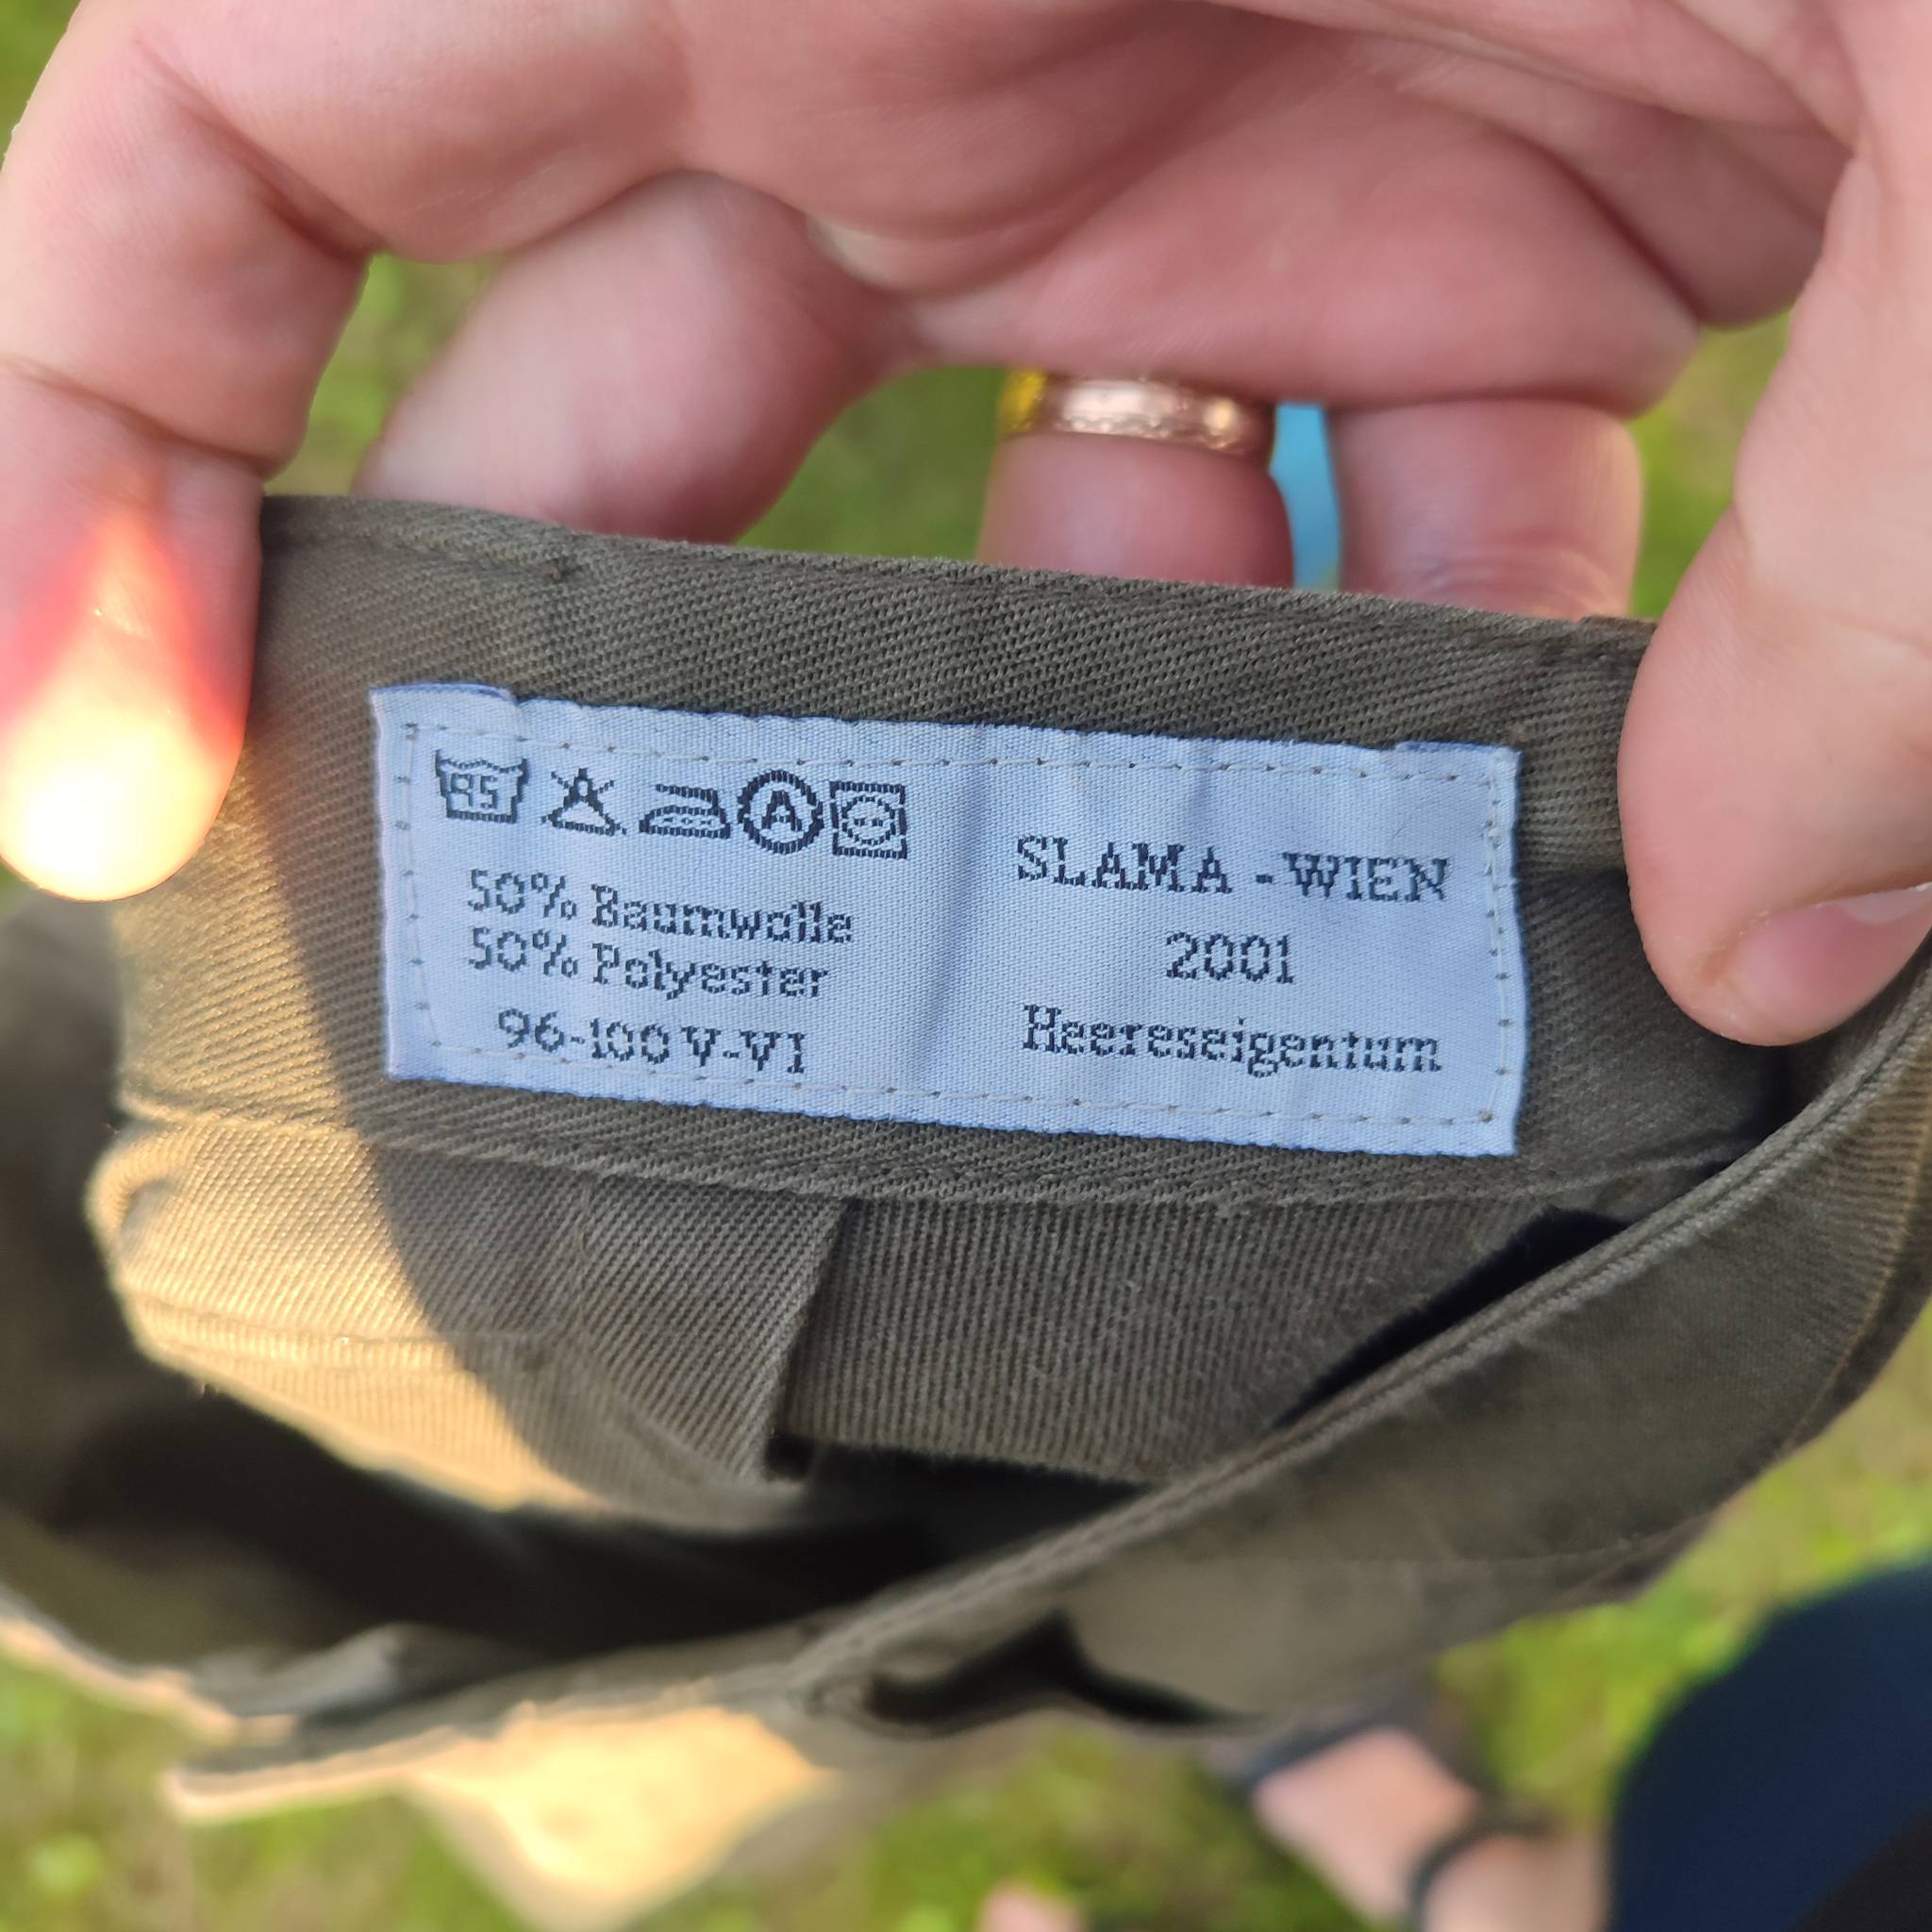 95
A
50% Baumwolle
50% Polyester
96-100 V-VI
SLAMA - WIEN
2001
Heereseigentum